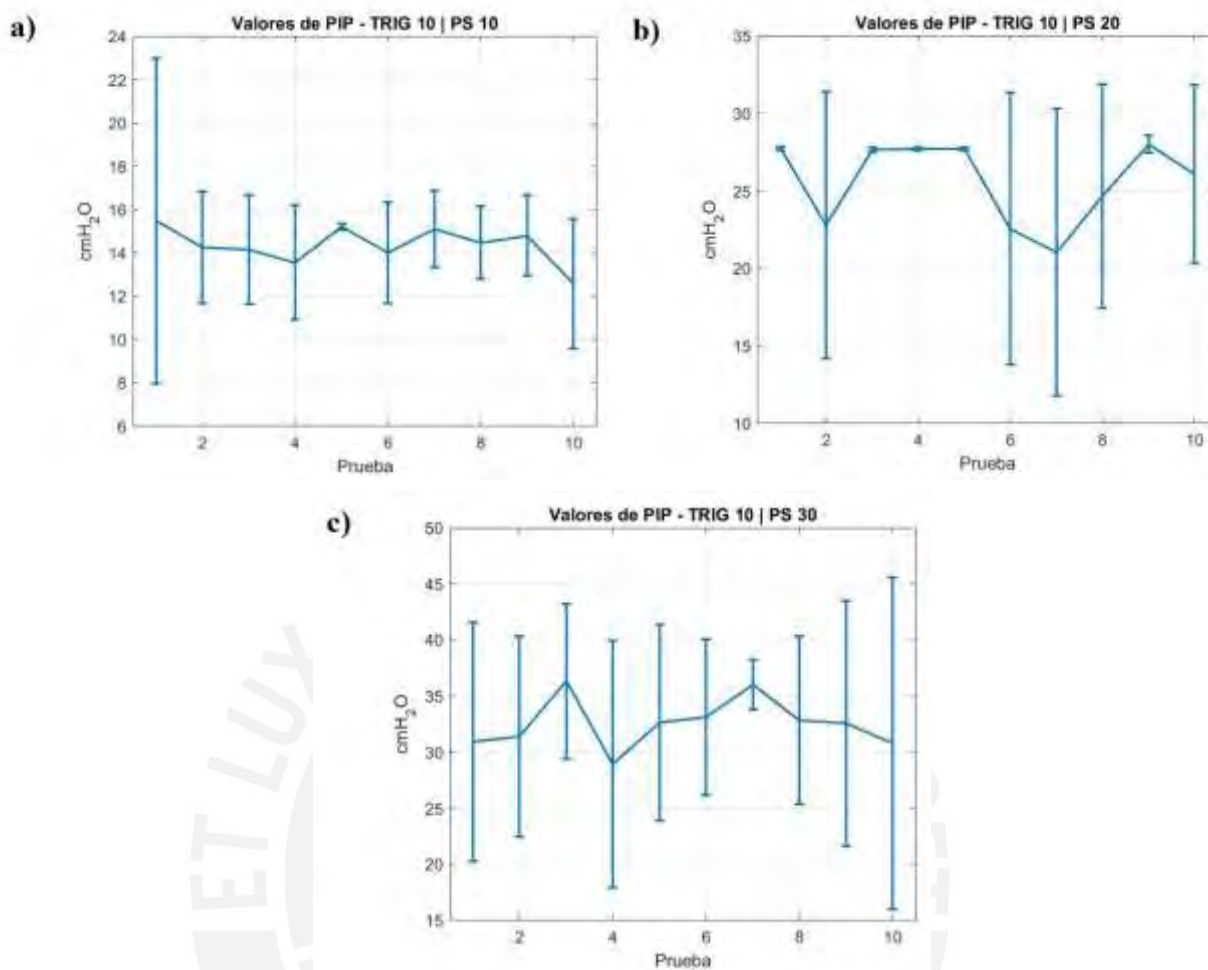 a)
Valores de PIP - TRIG 10 | PS 10
24
22
20
18
16
14
12
10
8
6
cmH2O
2 4 6 8 10
Prueba
b)
Valores de PIP - TRIG 10 | PS 20
35
30
25
20
15
10
cmH2O
2 4 6 8 10
Prueba
c)
Valores de PIP - TRIG 10 | PS 30
50
45
40
35
30
25
20
15
cmH2O
2 4 6 8 10
Prueba
ET LUX